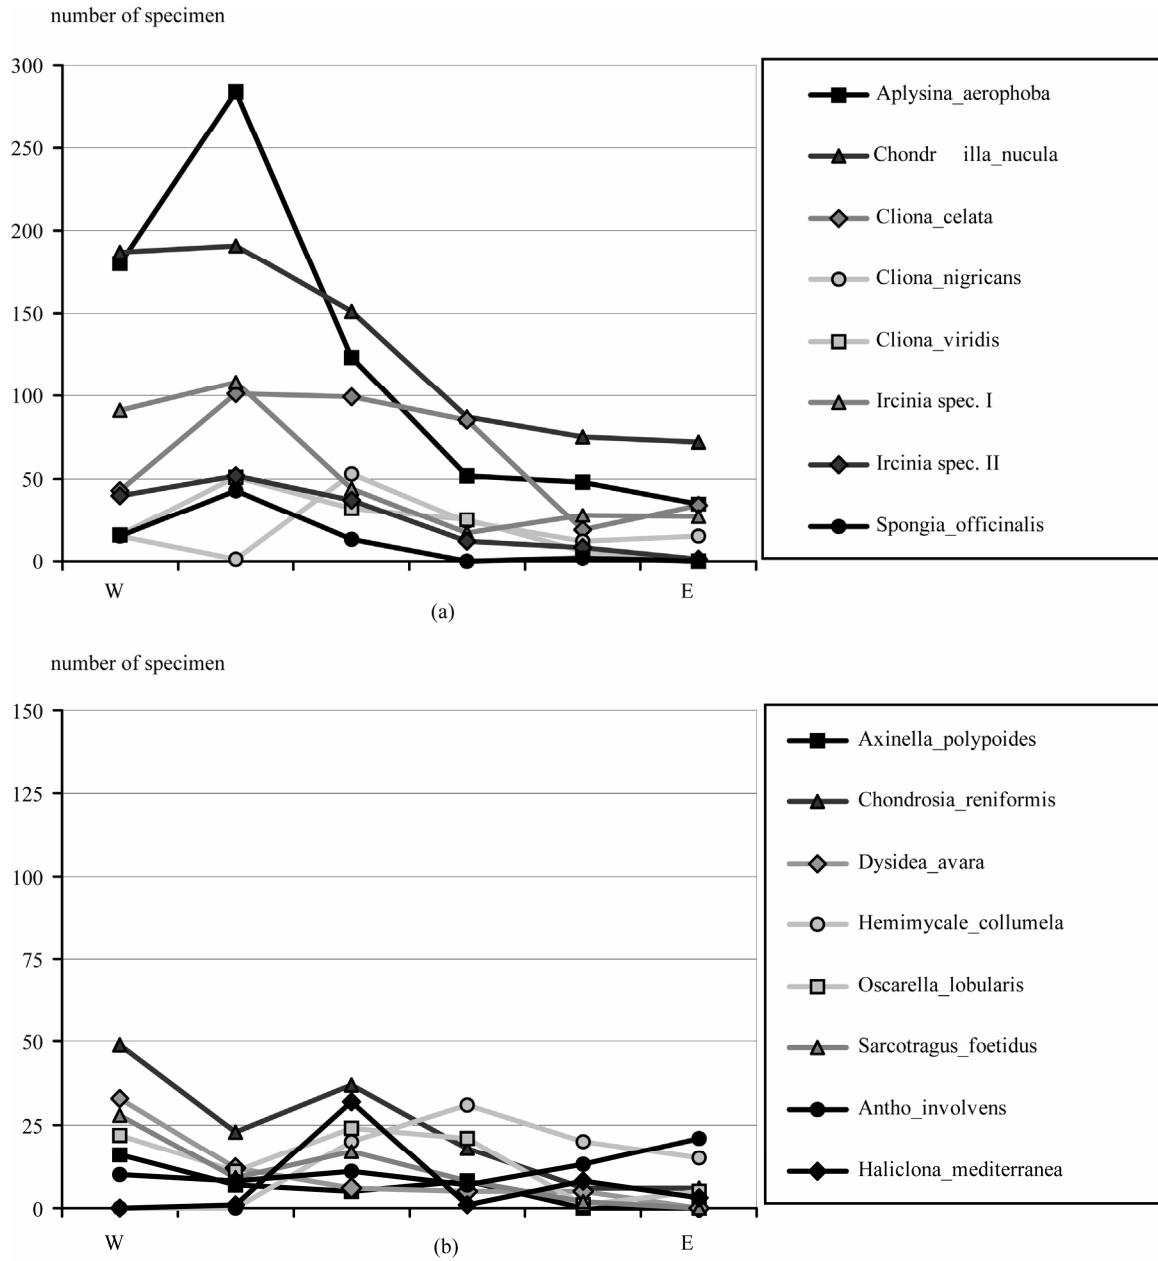 number of specimen
300
250
200
150
100
50
0
W
E
(a)
Aplysina_aerophoba
Chondr illa_nucula
Cliona_celata
Cliona_nigricans
Cliona_viridis
Ircinia spec. I
Ircinia spec. II
Spongia_officinalis
number of specimen
150
125
100
75
50
25
0
W
E
(b)
Axinella_polypoides
Chondrosia_reniformis
Dysidea_avara
Hemimycale_collumela
Oscarella_lobularis
Sarcotragus_foetidus
Antho_involvens
Haliclona_mediterranea